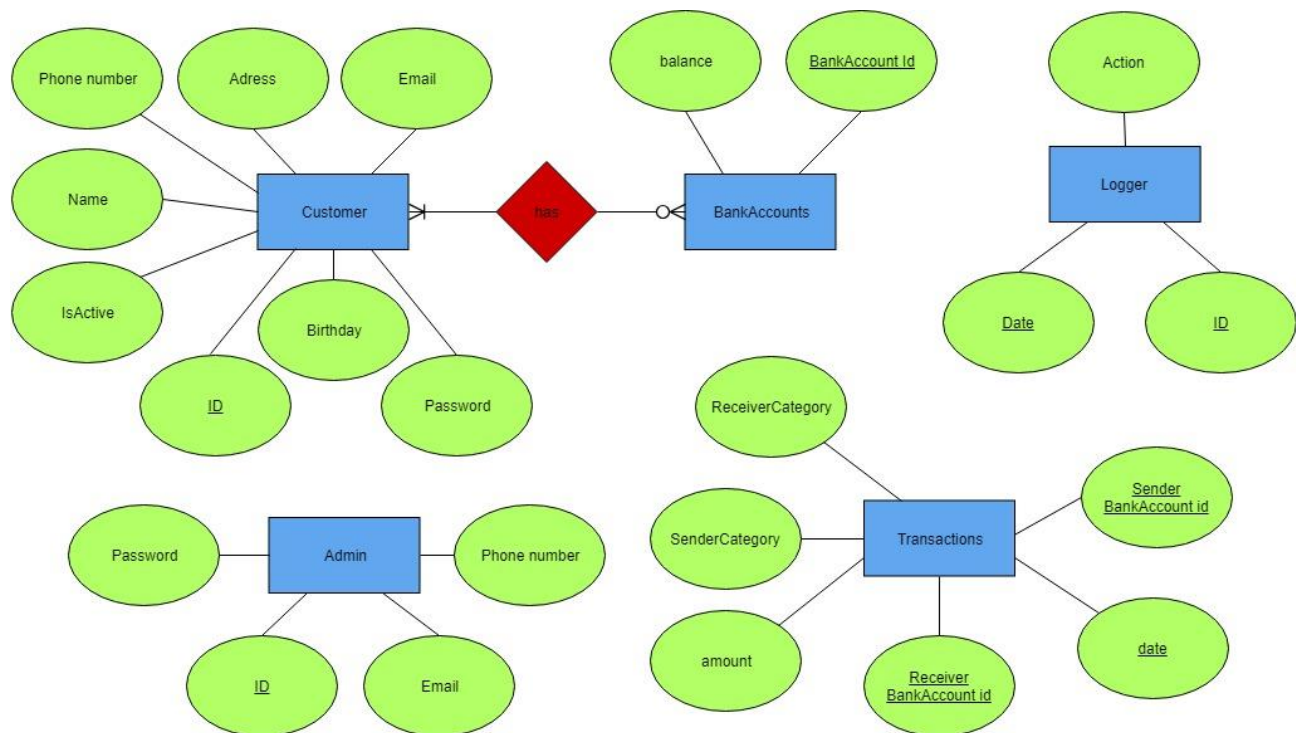 Phone number
Adress
Email
balance
BankAccount Id
Action
Name
Customer
has
BankAccounts
Logger
IsActive
Birthday
Date
ID
ID
Password
ReceiverCategory
Sender
BankAccount id
Password
Admin
Phone number
SenderCategory
Transactions
ID
Email
amount
Receiver
BankAccount id
date